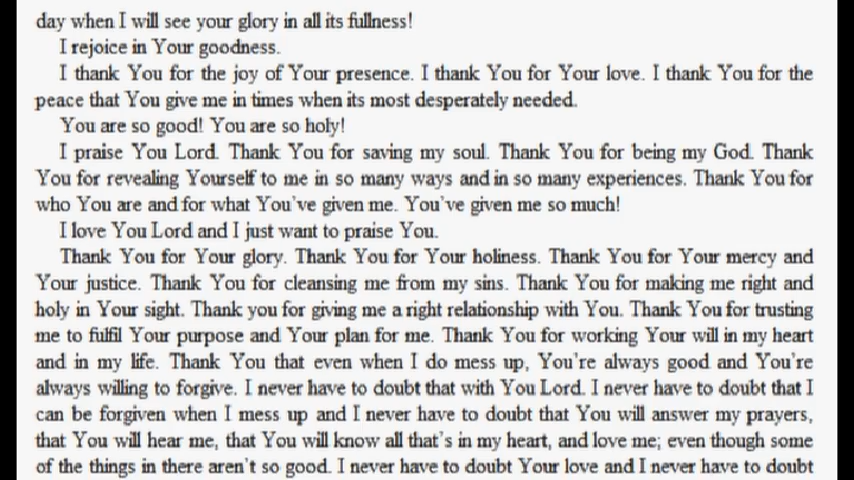 day when I will see your glory in all its fullness!
I rejoice in Your goodness.
I thank You for the joy of Your presence. I thank You for Your love. I thank You for the
peace that You give me in times when its most desperately needed.
You are so good! You are so holy!
I praise You Lord. Thank You for saving my soul. Thank You for being my God. Thank
You for revealing Yourself to me in so many ways and in so many experiences. Thank You for
who You are and for what You've given me. You've given me so much!
I love You Lord and I just want to praise You.
Thank You for Your glory. Thank You for Your holiness. Thank You for Your mercy and
Your justice. Thank You for cleansing me from my sins. Thank You for making me right and
holy in Your sight. Thank you for giving me a right relationship with You. Thank You for trusting
me to fulfil Your purpose and Your plan for me. Thank You for working Your will in my heart
and in my life. Thank You that even when I do mess up, You're always good and You're
always willing to forgive. I never have to doubt that with You Lord. I never have to doubt that I
can be forgiven when I mess up and I never have to doubt that You will answer my prayers,
that You will hear me, that You will know all that's in my heart, and love me; even though some
of the things in there aren't so good. I never have to doubt Your love and I never have to doubt